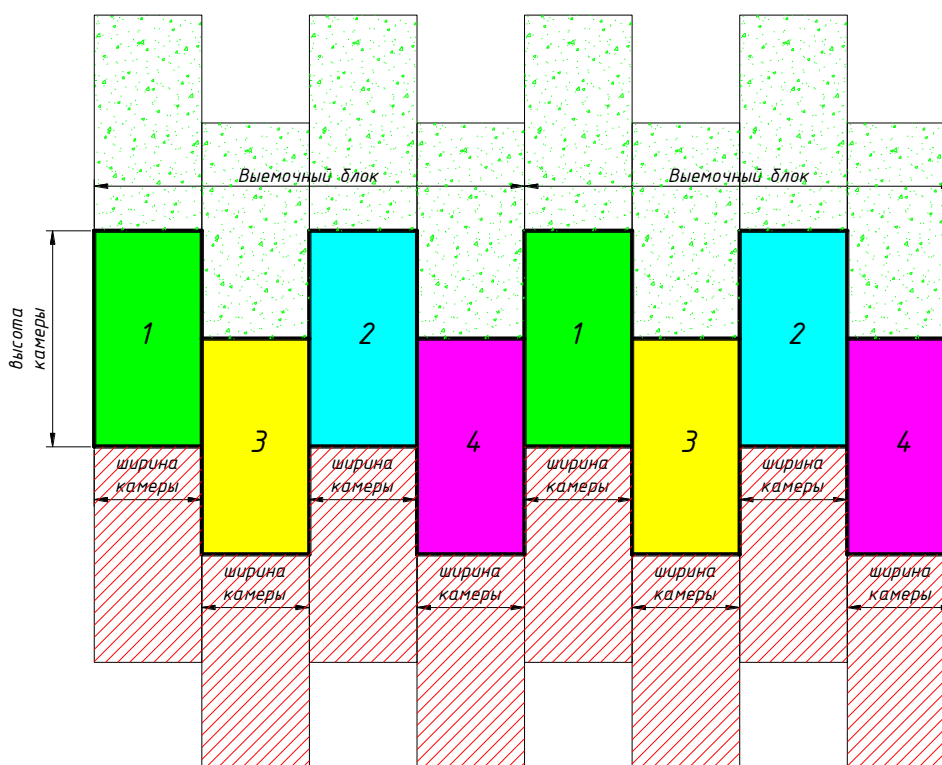 Выемочный блок
Выемочный блок
высота
камеры
1
2
1
2
3
4
3
4
ширина
камеры
ширина
камеры
ширина
камеры
ширина
камеры
ширина
камеры
ширина
камеры
ширина
камеры
ширина
камеры